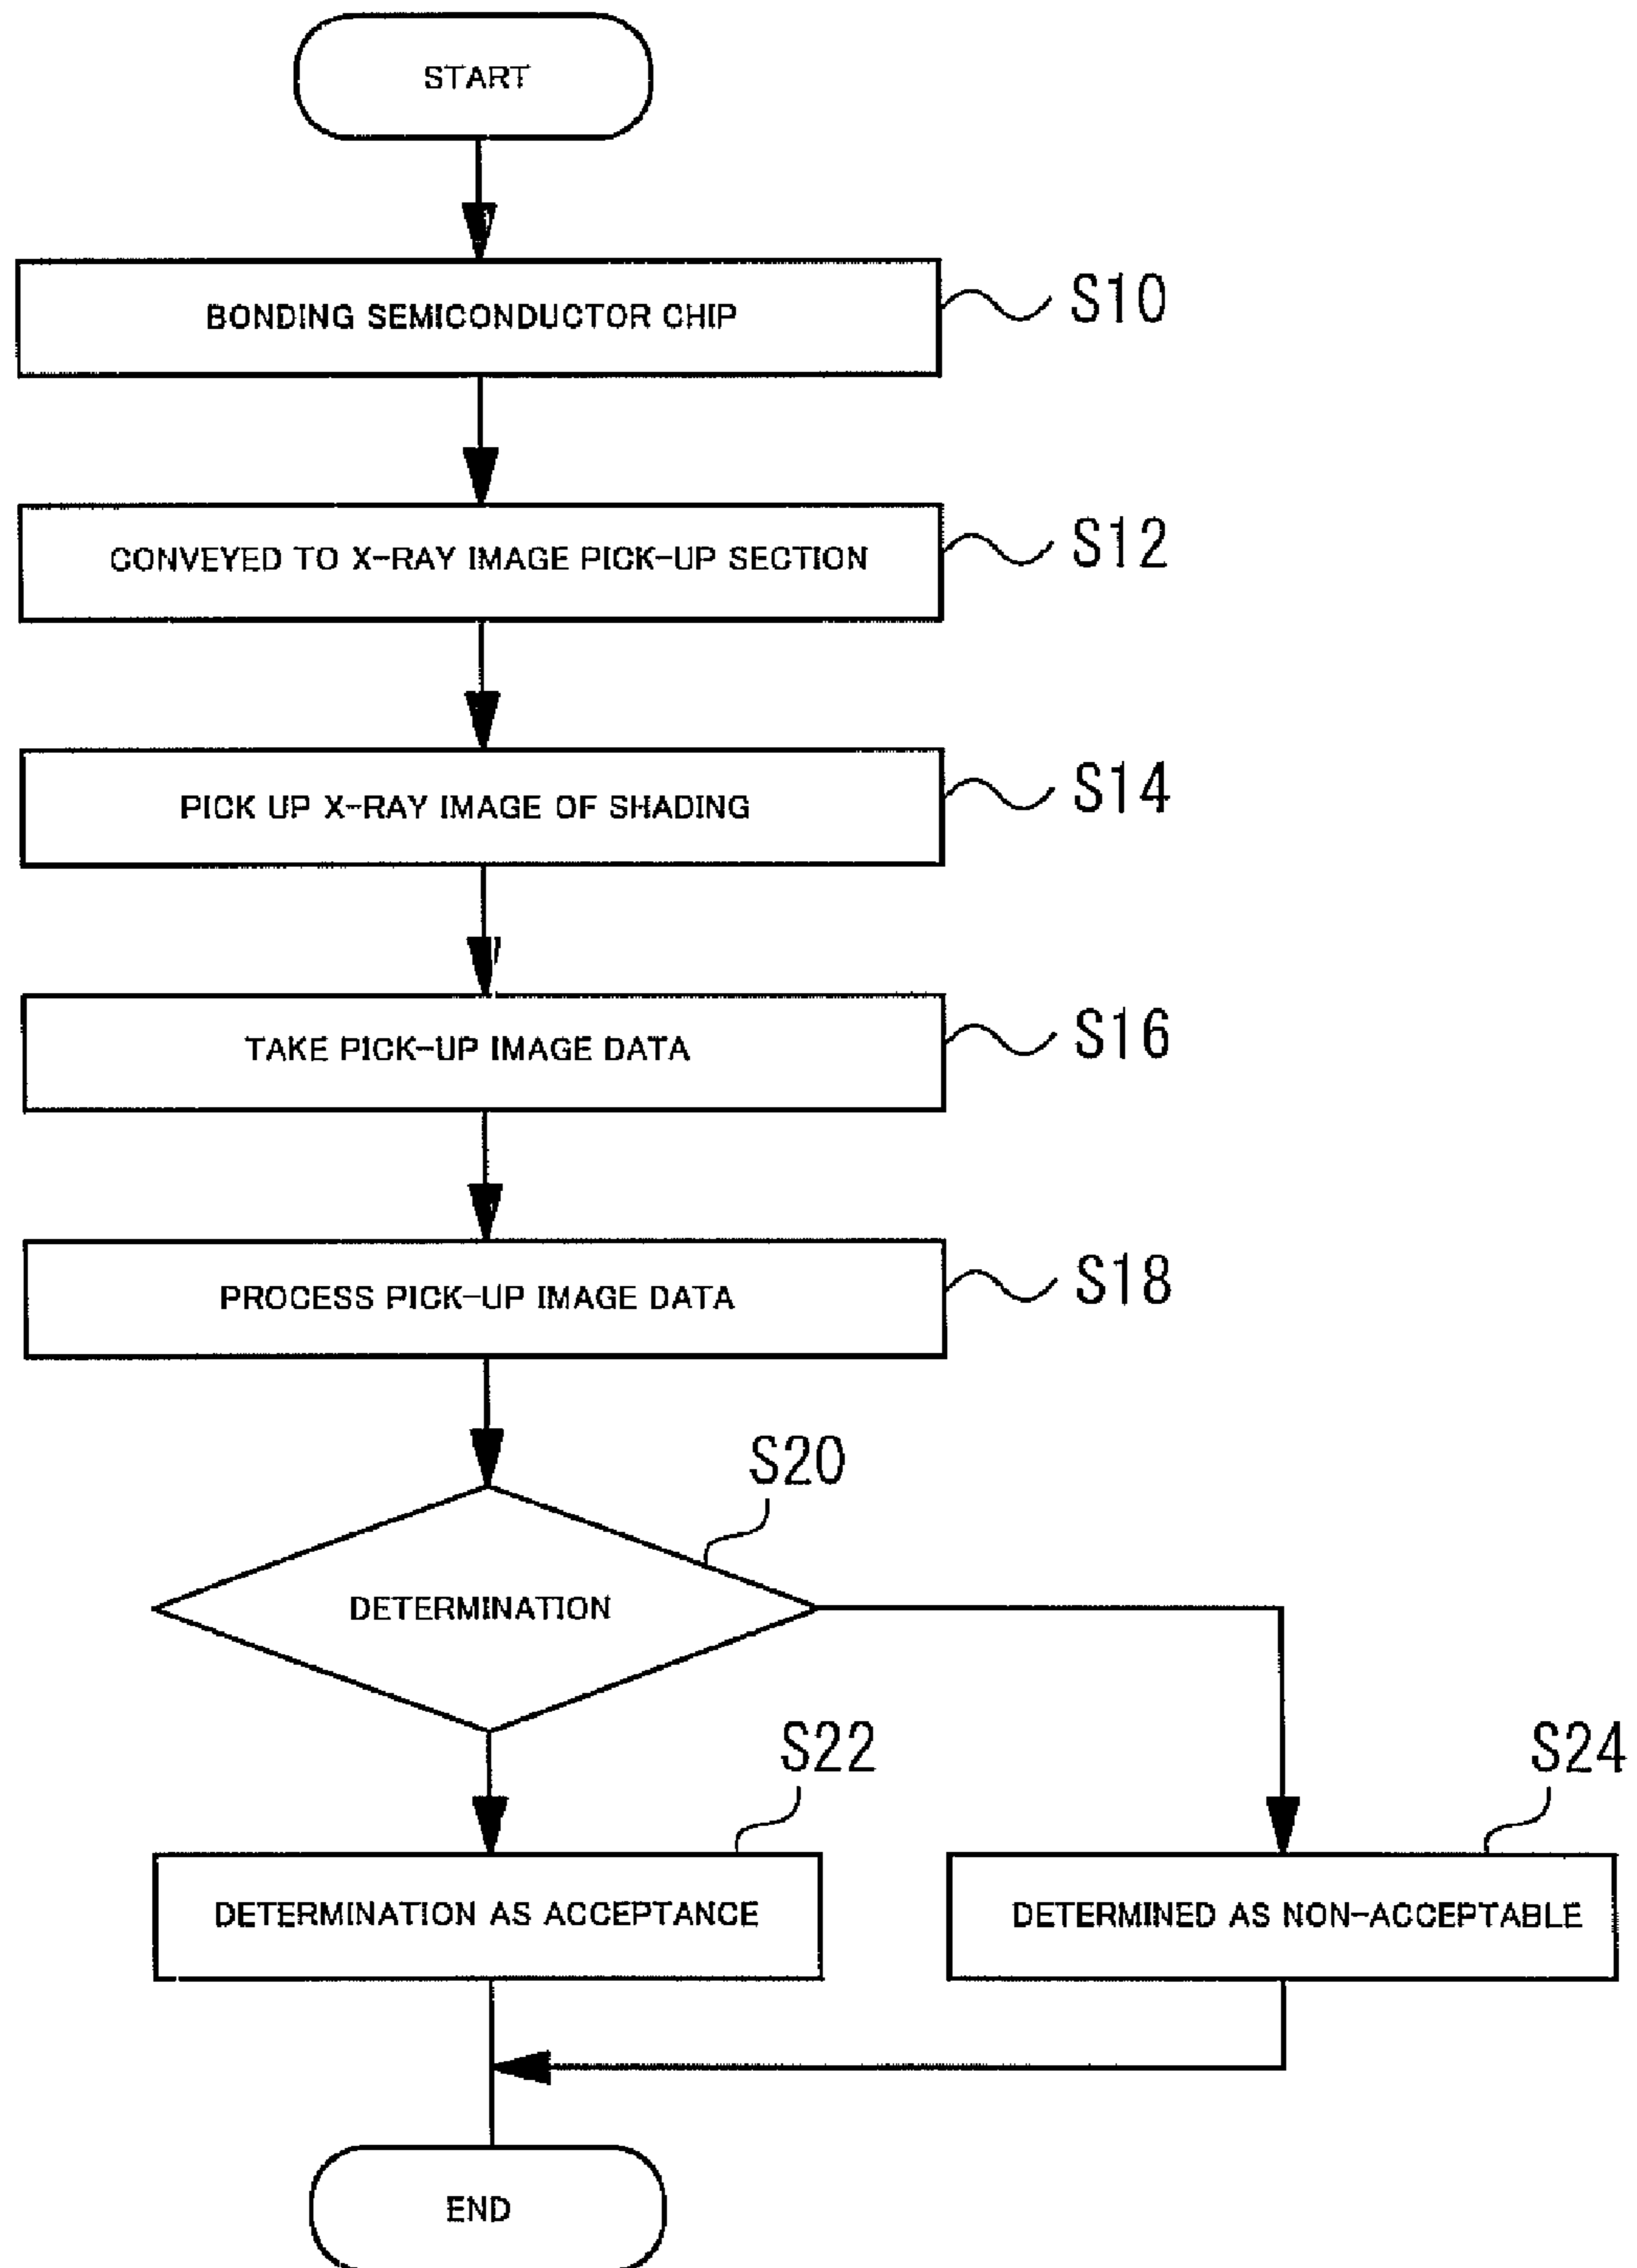 START
BONDING SEMICONDUCTOR CHIP
S10
CONVEYED TO X-RAY IMAGE PICK-UP SECTION
S12
PICK UP X-RAY IMAGE OF SHADING
S14
TAKE PICK-UP IMAGE DATA
S16
PROCESS PICK-UP IMAGE DATA
S18
S20
DETERMINATION
S22
S24
DETERMINATION AS ACCEPTANCE
DETERMINED AS NON-ACCEPTABLE
END